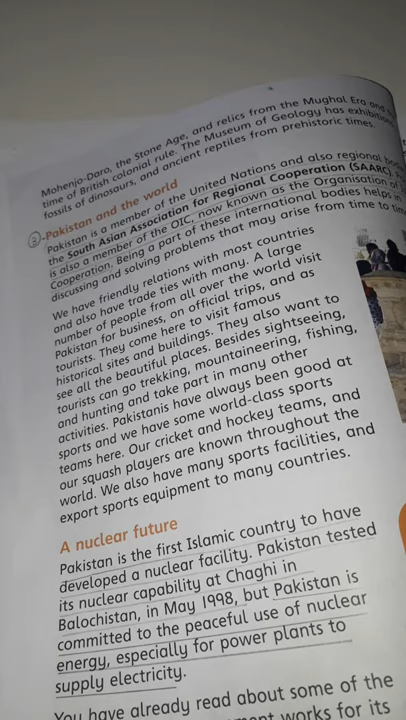 Mohenjo-Daro, the Stone Age, and relics from the Mughal Era and
time of British colonial rule. The Museum of Geology has
fossils of dinosaurs, and ancient reptiles from prehistoric times.
Pakistan and the world
Pakistan is a member of the United Nations and also regional
the South Asian Association for Regional Cooperation (SAARC).
is also a member of the OIC, now known as the Organisation of
Cooperation. Being a part of these international bodies helps in
discussing and solving problems that may arise from time to
We have friendly relations with most countries
and also have trade ties with many. A large
number of people from all over the world visit
Pakistan for business, on official trips, and as
tourists. They come here to visit famous
historical sites and buildings. They also want to
see all the beautiful places. Besides sightseeing,
tourists can go trekking, mountaineering, fishing,
and hunting and take part in many other
activities. Pakistanis have always been good at
sports and we have some world-class sports
teams here. Our cricket and hockey teams, and
our squash players are known throughout the
world. We also have many sports facilities, and
export sports equipment to many countries.
A nuclear future
Pakistan is the first Islamic country to have
developed a nuclear facility. Pakistan tested
its nuclear capability at Chaghi in
Balochistan, in May 1998, but Pakistan is
committed to the peaceful use of nuclear
energy, especially for power plants to
supply electricity.
You have already read about some of the
works for its